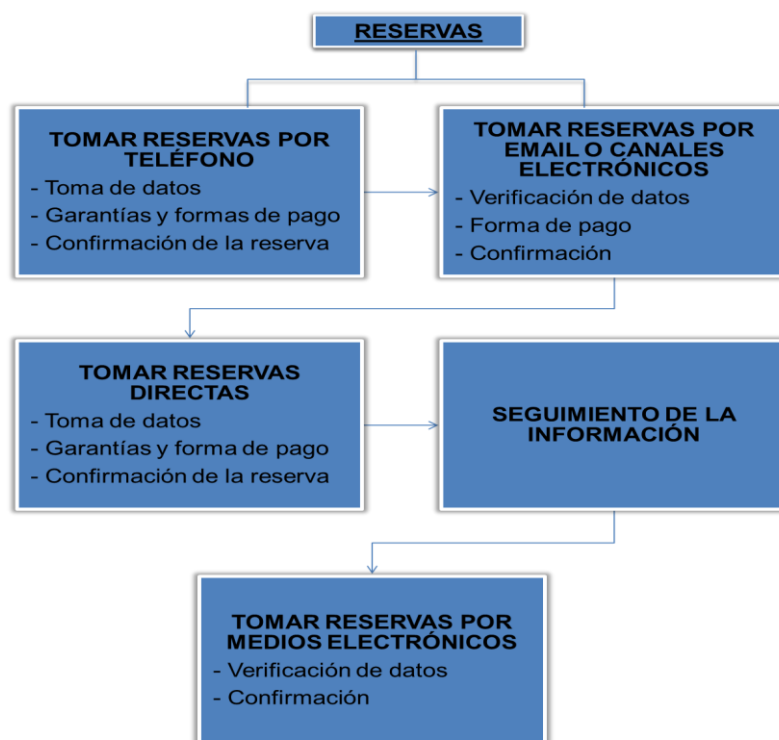 RESERVAS
TOMAR RESERVAS POR
TELÉFONO
- Toma de datos
- Garantías y formas de pago
- Confirmación de la reserva
TOMAR RESERVAS POR
EMAIL O CANALES
ELECTRÓNICOS
- Verificación de datos
- Forma de pago
- Confirmación
TOMAR RESERVAS
DIRECTAS
- Toma de datos
- Garantías y forma de pago
- Confirmación de la reserva
SEGUIMIENTO DE LA
INFORMACIÓN
TOMAR RESERVAS POR
MEDIOS ELECTRÓNICOS
- Verificación de datos
- Confirmación